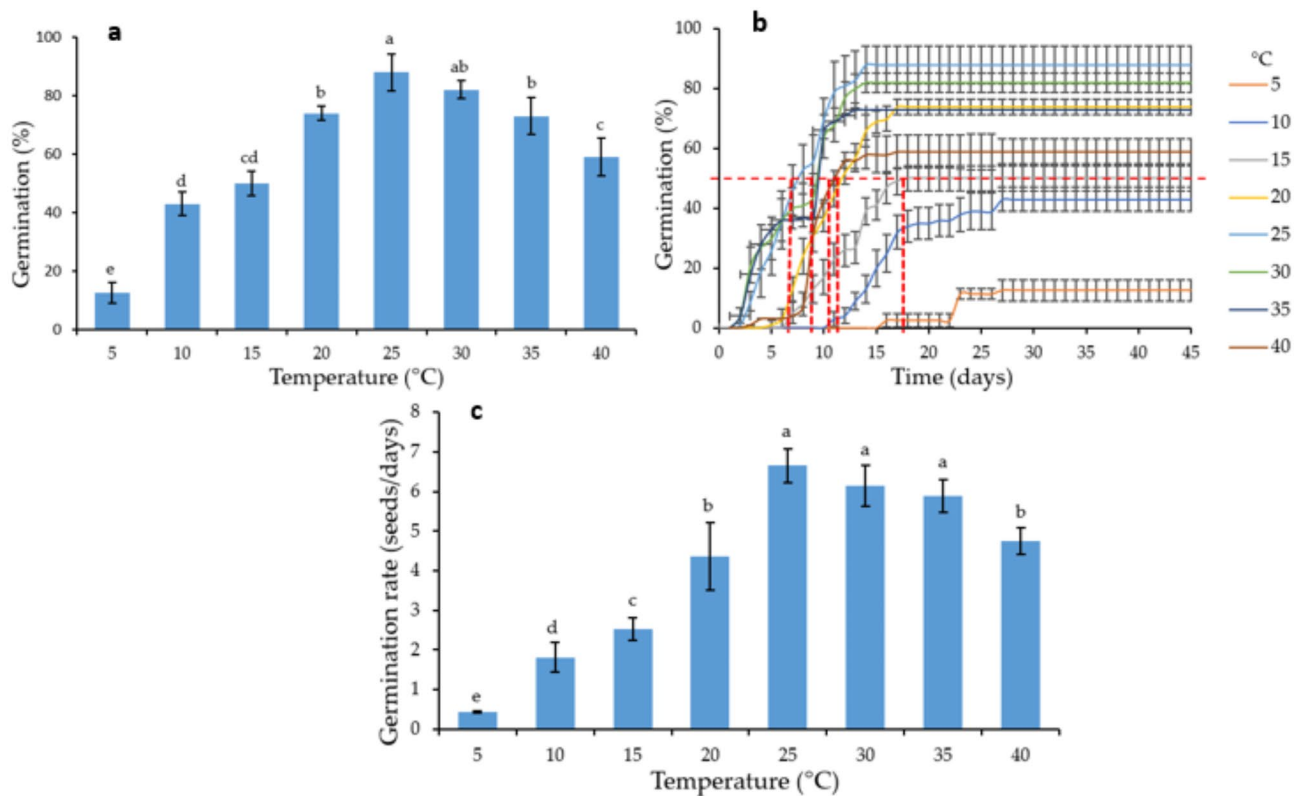 a
100
80
60
40
20
0
Germination (%)
e
d
cd
b
a
ab
b
c
5 10 15 20 25 30 35 40
Temperature (°C)
b
100
80
60
40
20
0
Germination (%)
0 5 10 15 20 25 30 35 40 45
Time (days)
°C
5
10
15
20
25
30
35
40
c
8
7
6
5
4
3
2
1
0
Germination rate (seeds/days)
e
d
c
b
a
a
a
b
5 10 15 20 25 30 35 40
Temperature (°C)